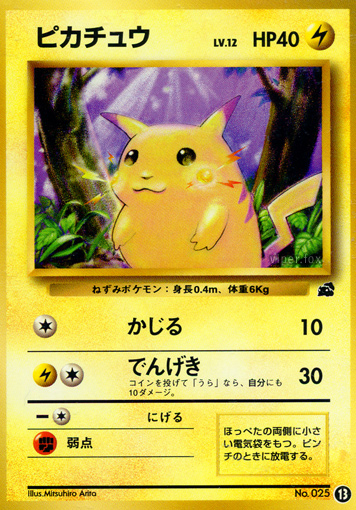 ピカチュウ LV.12 HP40
viper.fox
ねずみポケモン：身長0.4m、体重6Kg
かじる 10
でんげき 30
コインを投げて「うら」なら、自分にも
10ダメージ。
にげる
弱点
ほっぺたの両側に小さ
い電気袋をもつ。ピン
チのときに放電する。
Illus.Mitsuhiro Arita
No. 025 13